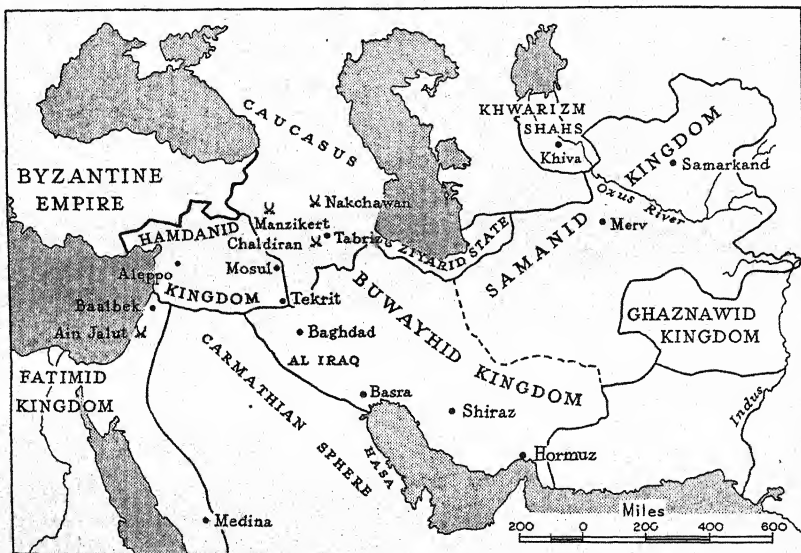 CAUCASUS
KHWARIZM
SHAHS
Khiva
SAMANID KINGDOM
Samarkand
Oxus River
Merv
BYZANTINE
EMPIRE
Nakchawan
Manzikert
Chaldiran
Tabriz
ZIYARID STATE
HAMDANID
KINGDOM
Aleppo
Mosul
Tekrit
Baalbek
Ain Jalut
BUWAYHID KINGDOM
GHAZNAWID
KINGDOM
Baghdad
AL IRAQ
FATIMID
KINGDOM
CARMATHIAN SPHERE
Basra
Shiraz
HASA
Hormuz
Indus
Medina
Miles
200 0 200 400 600